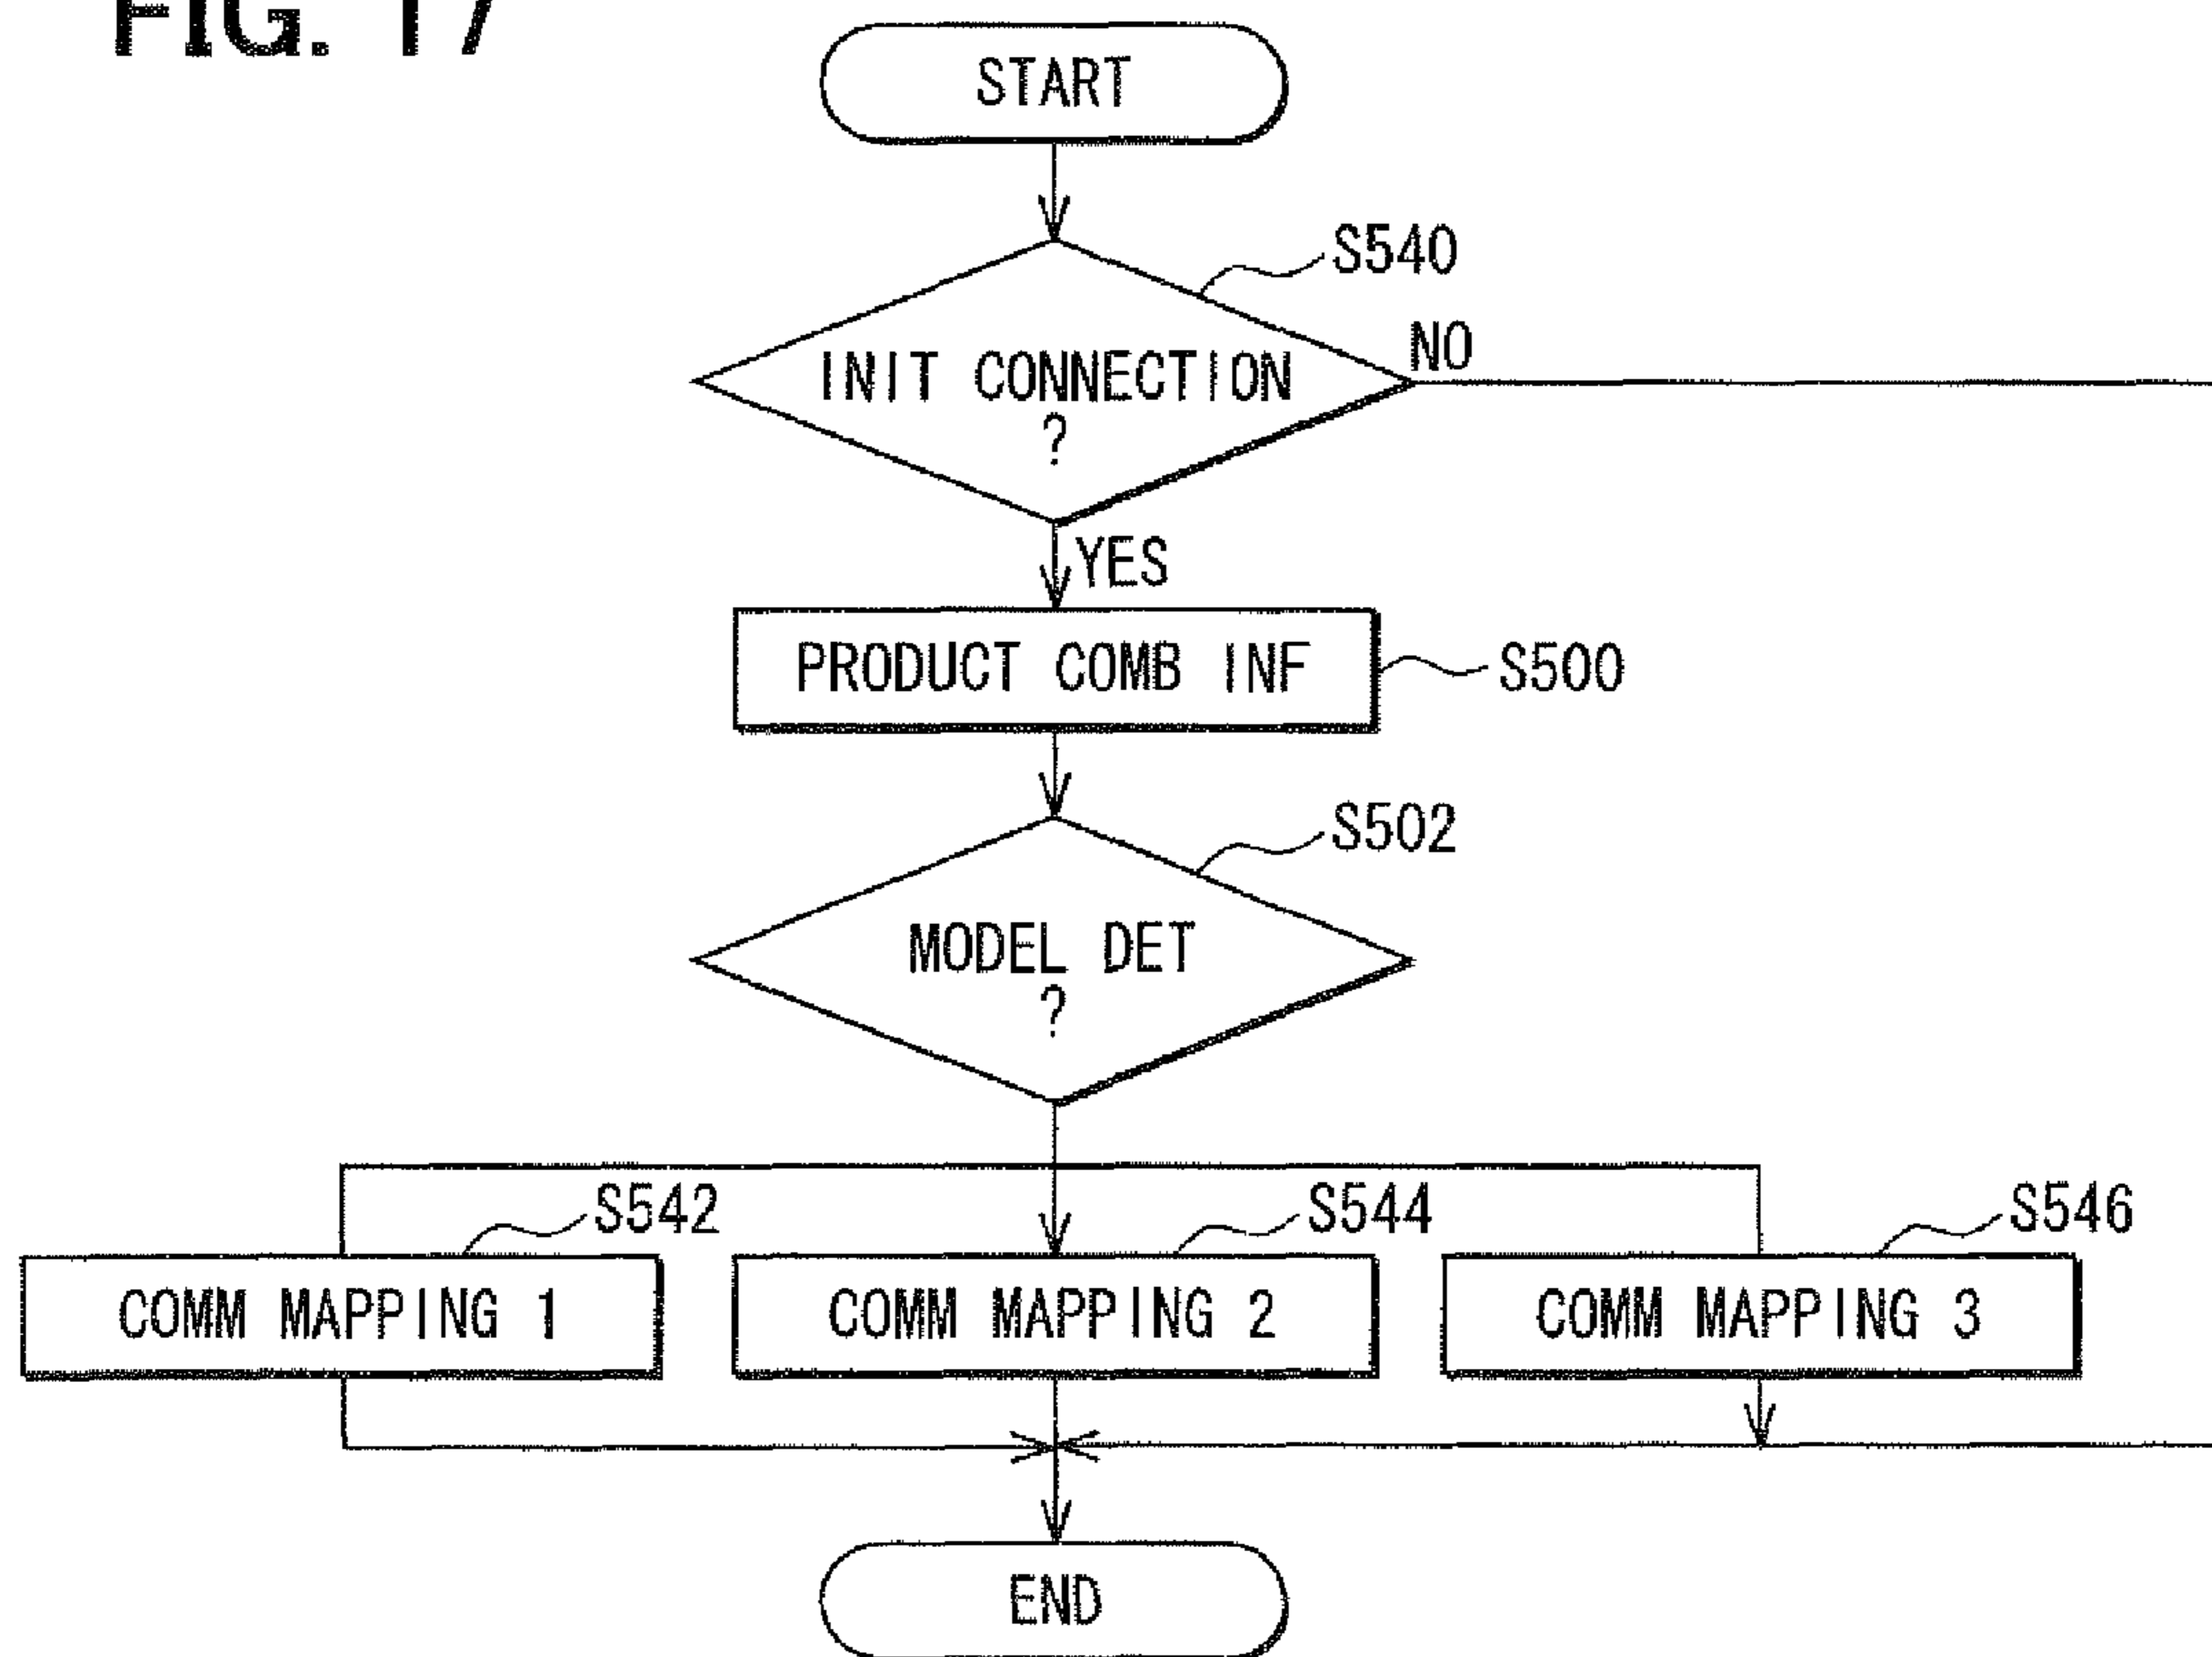 FIG. 17
START
S540
INIT CONNECTION
?
NO
YES
PRODUCT COMB INF
S500
S502
MODEL DET
?
S542
S544
S546
COMM MAPPING 1
COMM MAPPING 2
COMM MAPPING 3
END